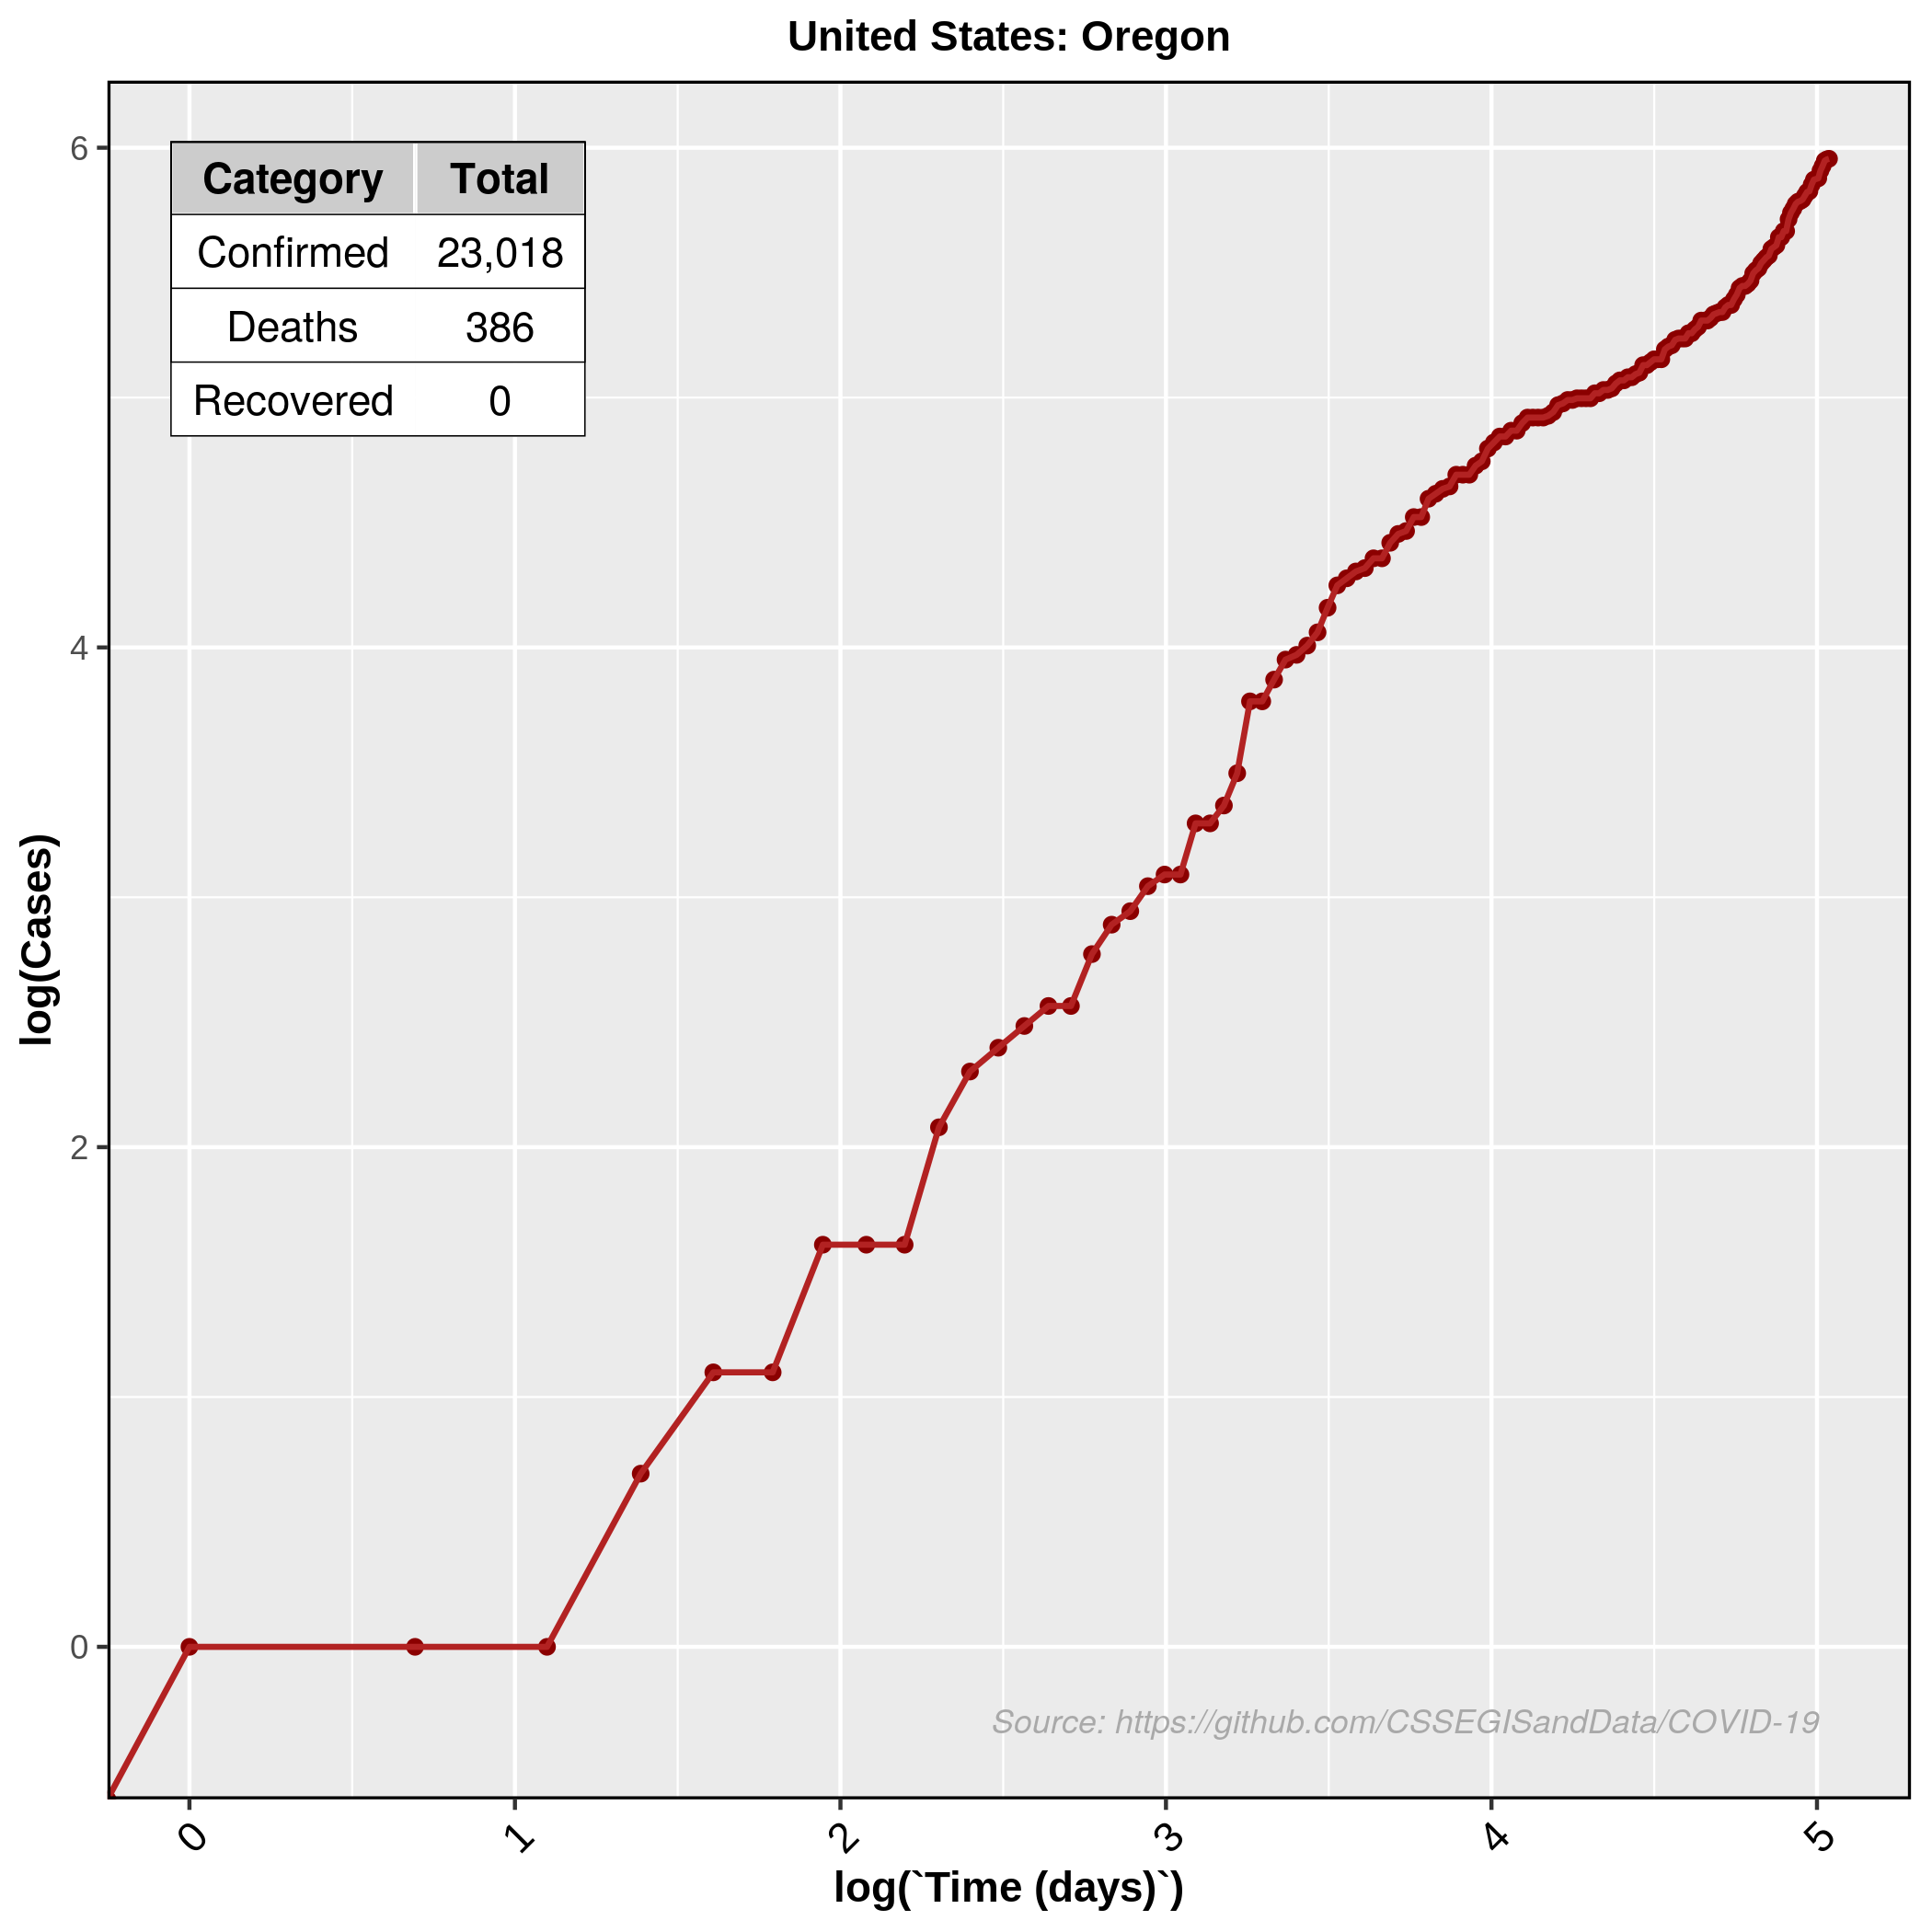 United States: Oregon
Category Total
Confirmed 23,018
Deaths 386
Recovered 0
6
4
2
0
log(Cases)
Source: https://github.com/CSSEGISandData/COVID-19
0 1 2 3 4 5
log(`Time (days)`)